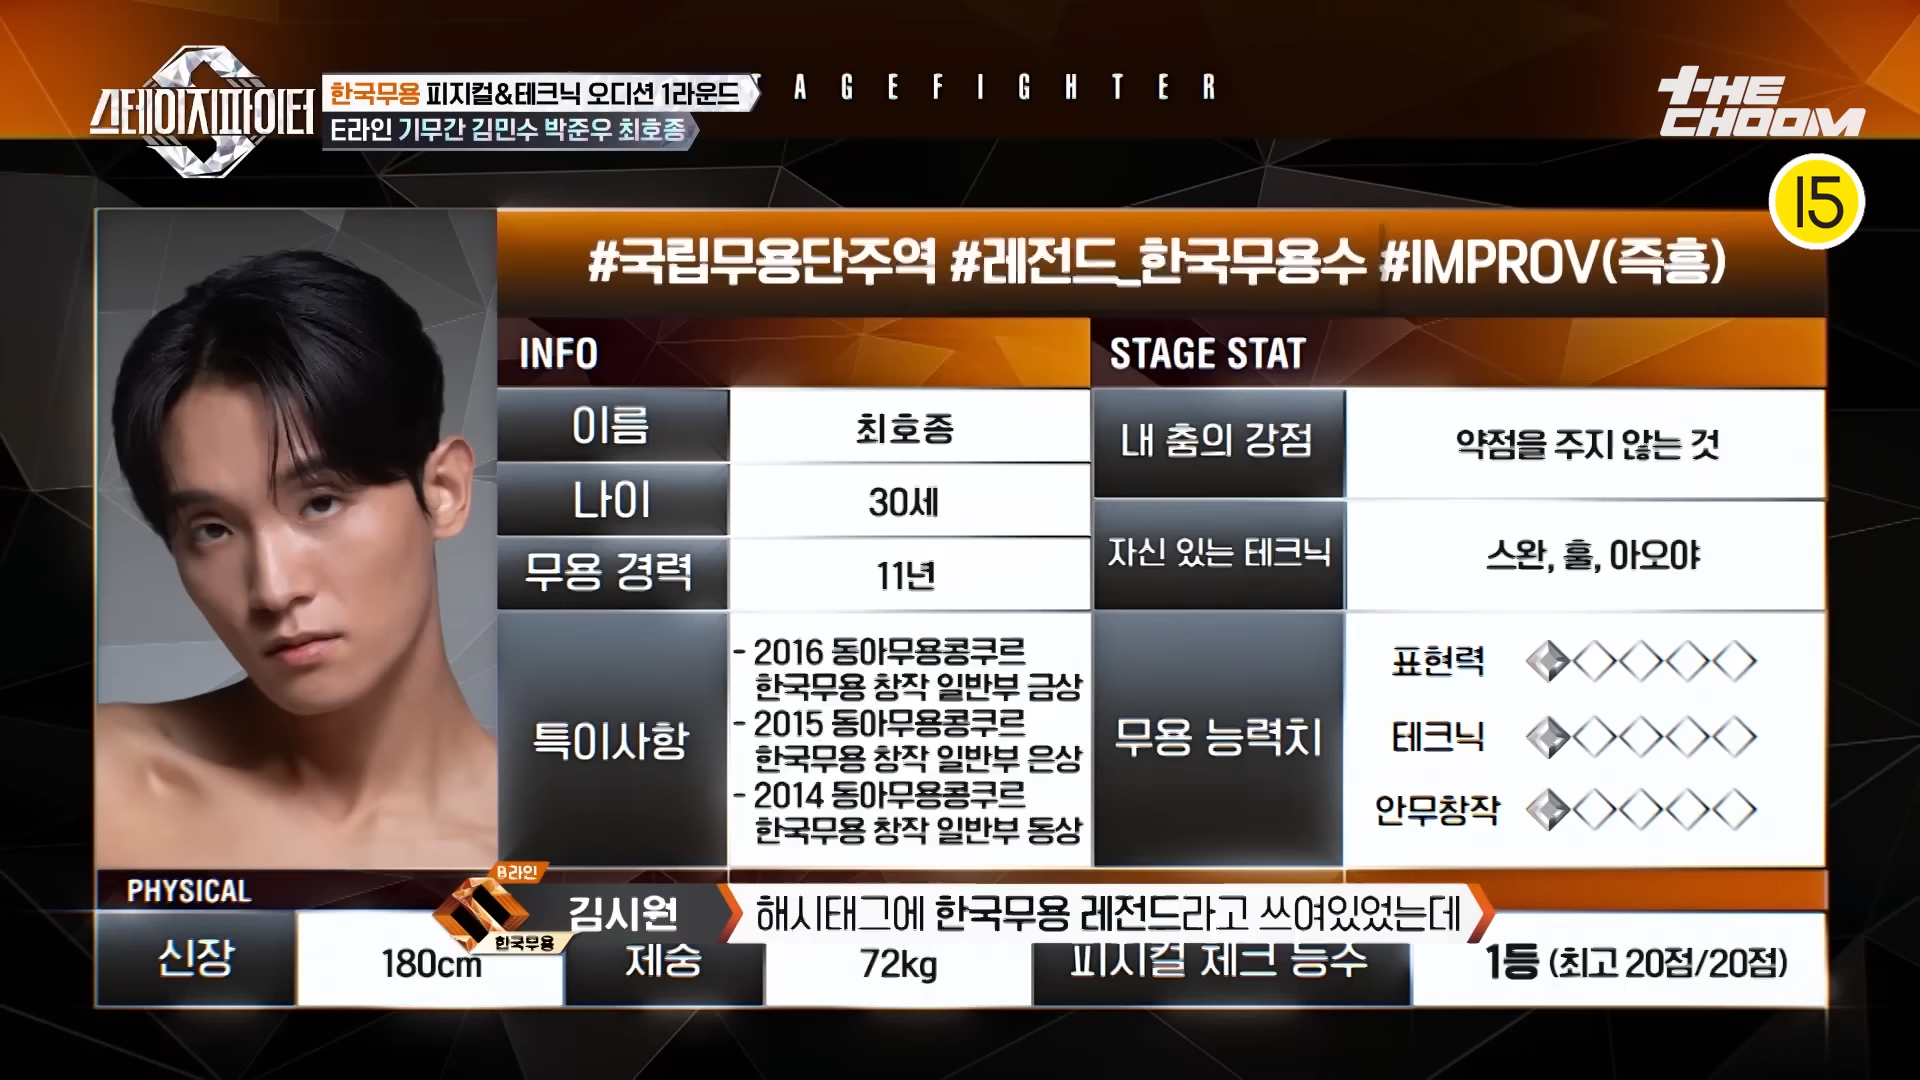 스테이지파이터
한국무용 피지컬&테크닉 오디션 1라운드
E라인 기무간 김민수 박준우 최호종
TAGEFIGHTER
THE
CHOOM
15
#국립무용단주역 #레전드_한국무용수 #IMPROV(즉흥)
INFO
이름 최호종
나이 30세
무용 경력 11년
특이사항
- 2016 동아무용콩쿠르
한국무용 창작 일반부 금상
- 2015 동아무용콩쿠르
한국무용 창작 일반부 은상
- 2014 동아무용콩쿠르
한국무용 창작 일반부 동상
STAGE STAT
내 춤의 강점 약점을 주지 않는 것
자신 있는 테크닉 스완, 훌, 아오야
무용 능력치
표현력
테크닉
안무창작
PHYSICAL
B라인
한국무용
김시원 해시태그에 한국무용 레전드라고 쓰여있었는데
신장 180cm 체중 72kg 피지컬 체크 등수 1등 (최고 20점/20점)